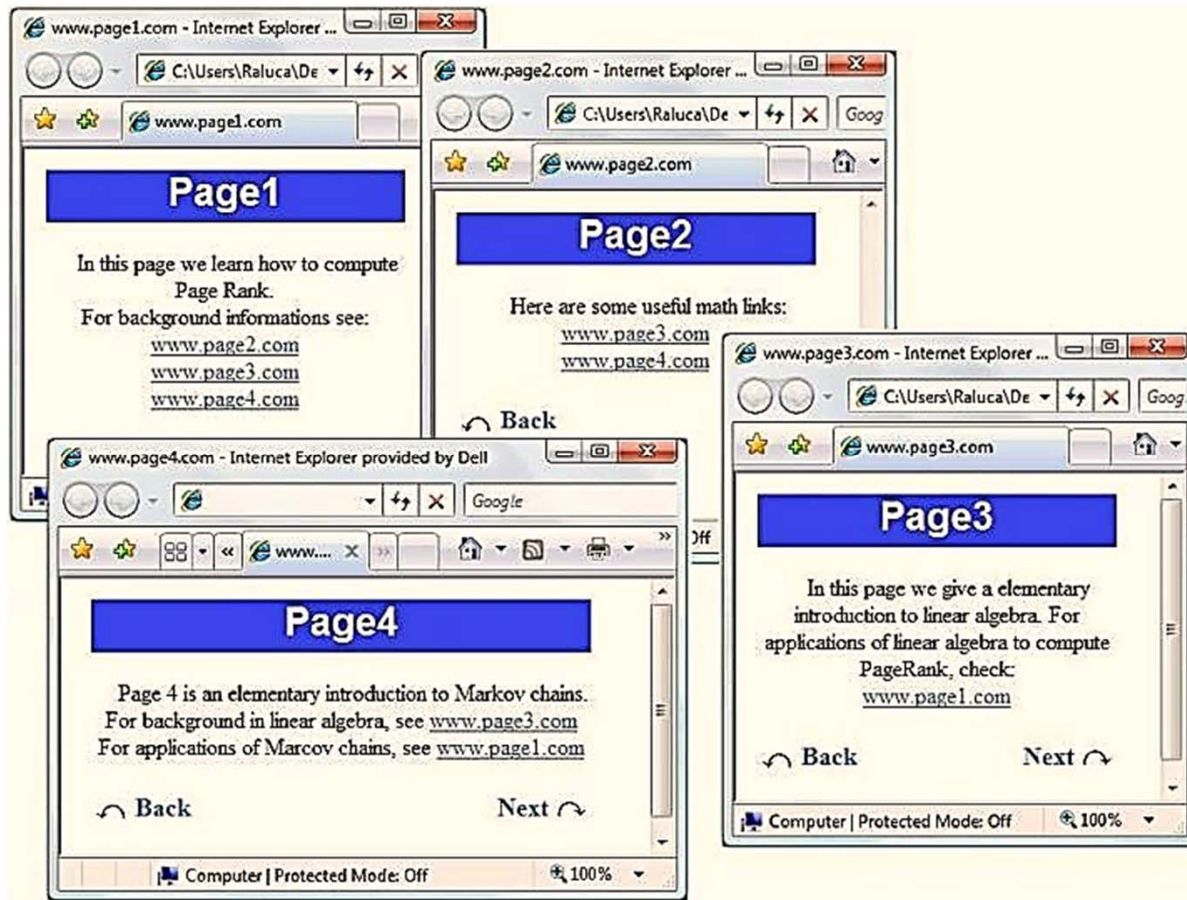 www.page1.com - Internet Explorer ...
C:\Users\Raluca\De
www.page1.com
Page1
In this page we learn how to compute
Page Rank.
For background informations see:
www.page2.com
www.page3.com
www.page4.com
www.page2.com - Internet Explorer ...
C:\Users\Raluca\De
Goog
www.page2.com
Page2
Here are some useful math links:
www.page3.com
www.page4.com
Back
Off
www.page3.com - Internet Explorer ...
C:\Users\Raluca\De
Goog
www.page3.com
Page3
In this page we give a elementary
introduction to linear algebra. For
applications of linear algebra to compute
PageRank, check:
www.page1.com
Back Next
Computer | Protected Mode: Off 100%
www.page4.com - Internet Explorer provided by Dell
Google
www....
Page4
Page 4 is an elementary introduction to Markov chains.
For background in linear algebra, see www.page3.com
For applications of Marcov chains, see www.page1.com
Back Next
Computer | Protected Mode: Off 100%